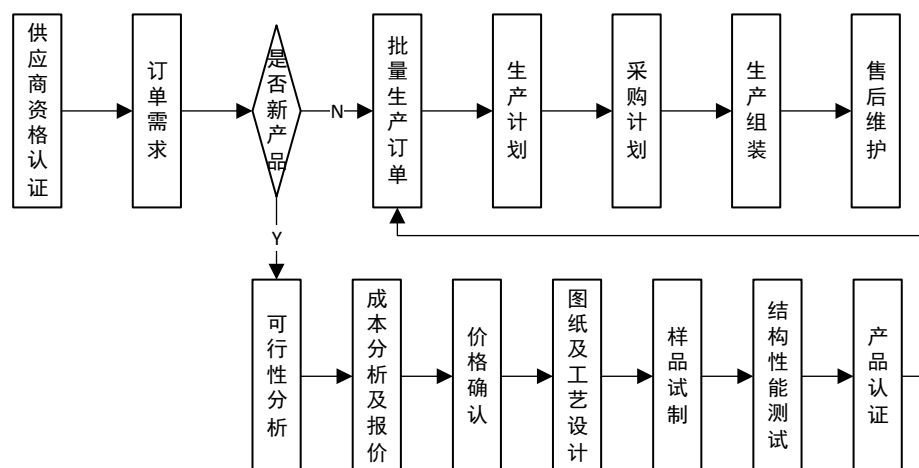 供应商资格认证
订单需求
是否新产品
N
批量生产订单
生产计划
采购计划
生产组装
售后维护
Y
可行性分析
成本分析及报价
价格确认
图纸及工艺设计
样品试制
结构性能测试
产品认证